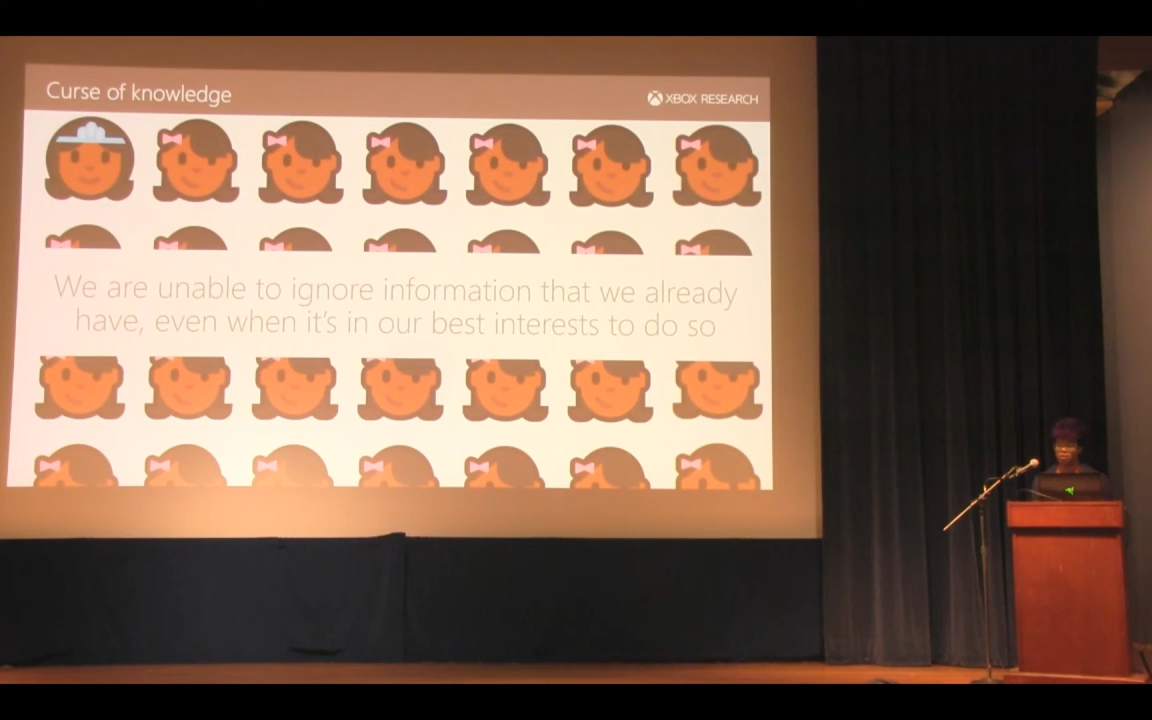 Curse of knowledge
XBOX RESEARCH
We are unable to ignore information that we already
have, even when it's in our best interests to do so